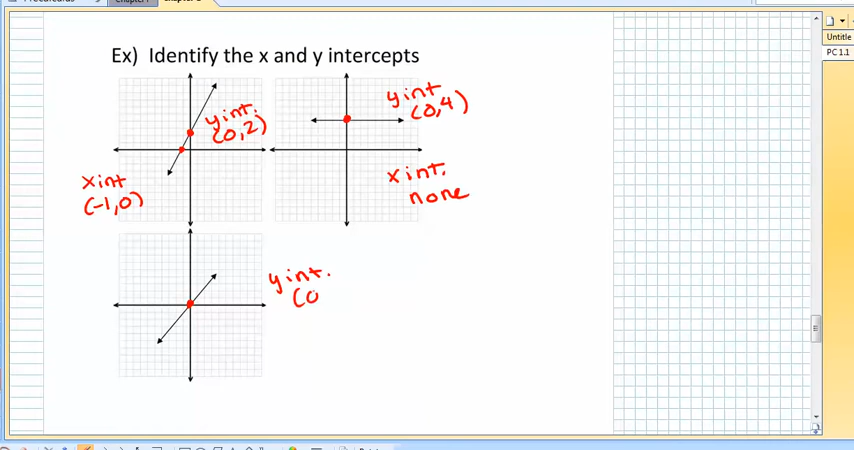 Untitle
PC 1.1
Ex) Identify the x and y intercepts
y int.
(0,2)
x int
(-1,0)
y int
(0,4)
x int.
none
y int.
(0